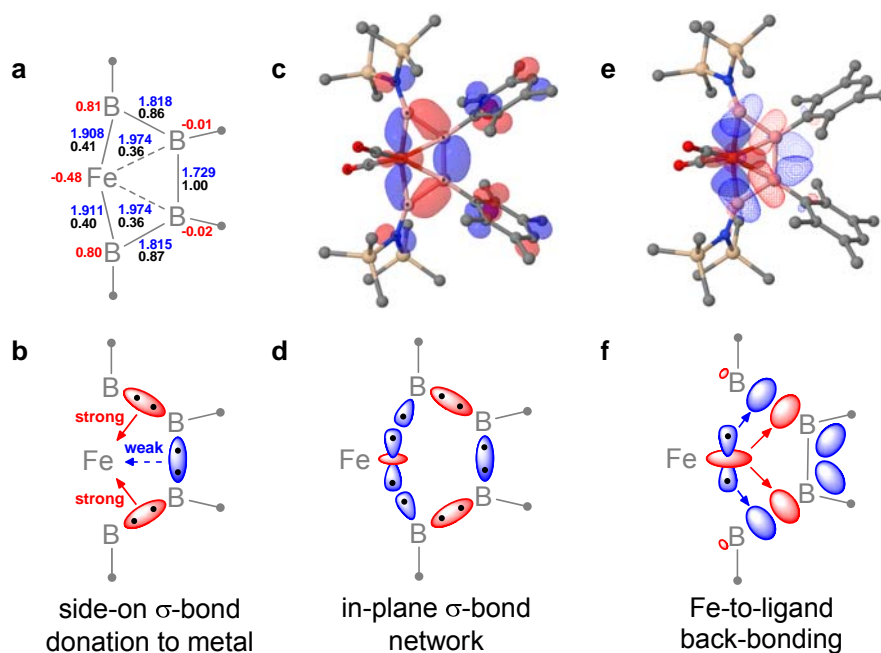 a
B
0.81
1.818
0.86
-0.01
B
1.908
0.41
1.974
0.36
1.729
1.00
-0.48
Fe
1.911
0.40
1.974
0.36
B
-0.02
0.80
B
1.815
0.87
c
e
b
B
strong
B
weak
Fe
strong
B
B
side-on σ-bond
donation to metal
d
B
B
Fe
B
B
in-plane σ-bond
network
f
B
B
Fe
B
B
Fe-to-ligand
back-bonding